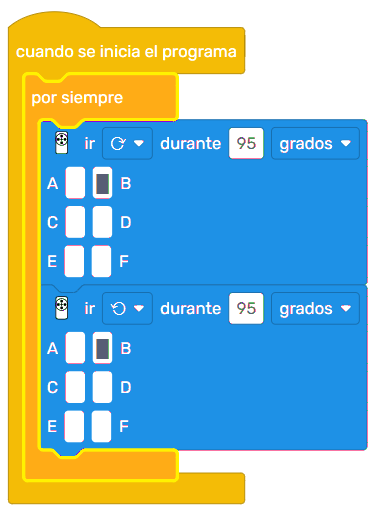 cuando se inicia el programa
por siempre
ir durante 95 grados
A B
C D
E F
ir durante 95 grados
A B
C D
E F